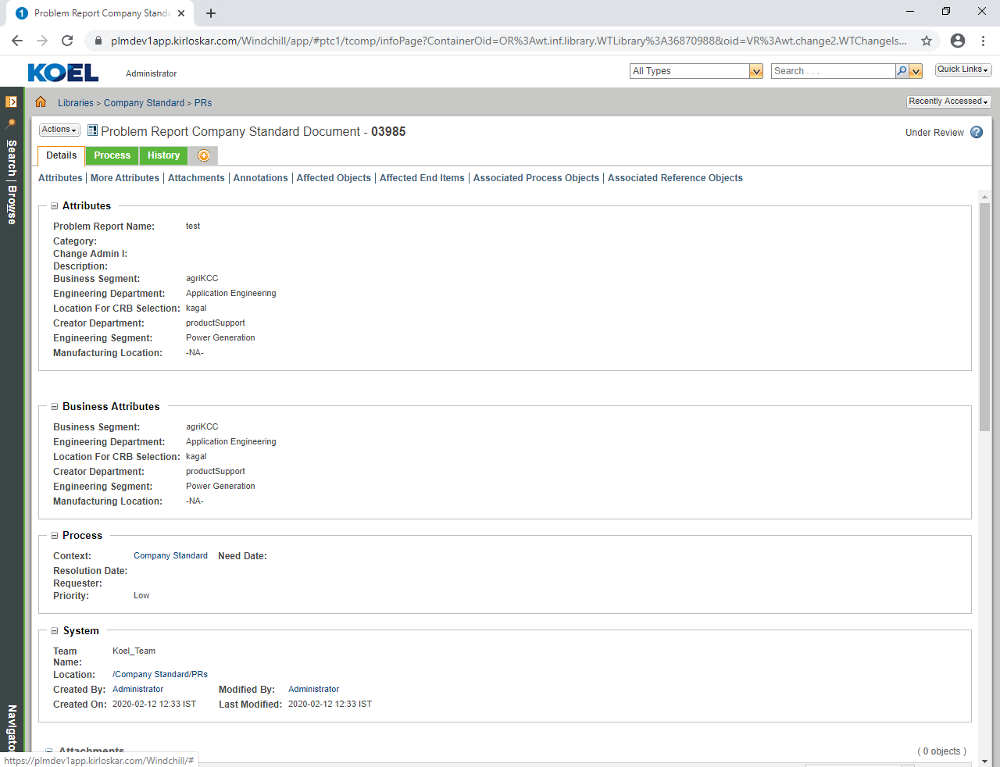 Problem Report Company Standa
plmdev1app.kirloskar.com/Windchill/app/#ptc1/tcomp/infoPage?ContainerOid=OR%3Awt.inf.library.WTLibrary%3A36870988&oid=VR%3Awt.change2.WTChangeIs...
KOEL Administrator All Types Search . . . Quick Links
Libraries > Company Standard > PRs Recently Accessed
Actions Problem Report Company Standard Document - 03985 Under Review
Details Process History
Attributes | More Attributes | Attachments | Annotations | Affected Objects | Affected End Items | Associated Process Objects | Associated Reference Objects
Search | Browse
Navigato
Attributes
Problem Report Name: test
Category:
Change Admin I:
Description:
Business Segment: agriKCC
Engineering Department: Application Engineering
Location For CRB Selection: kagal
Creator Department: productSupport
Engineering Segment: Power Generation
Manufacturing Location: -NA-
Business Attributes
Business Segment: agriKCC
Engineering Department: Application Engineering
Location For CRB Selection: kagal
Creator Department: productSupport
Engineering Segment: Power Generation
Manufacturing Location: -NA-
Process
Context: Company Standard Need Date:
Resolution Date:
Requester:
Priority: Low
System
Team
Name: Koel_Team
Location: /Company Standard/PRs
Created By: Administrator Modified By: Administrator
Created On: 2020-02-12 12:33 IST Last Modified: 2020-02-12 12:33 IST
Attachments ( 0 objects )
https://plmdev1app.kirloskar.com/Windchill/#